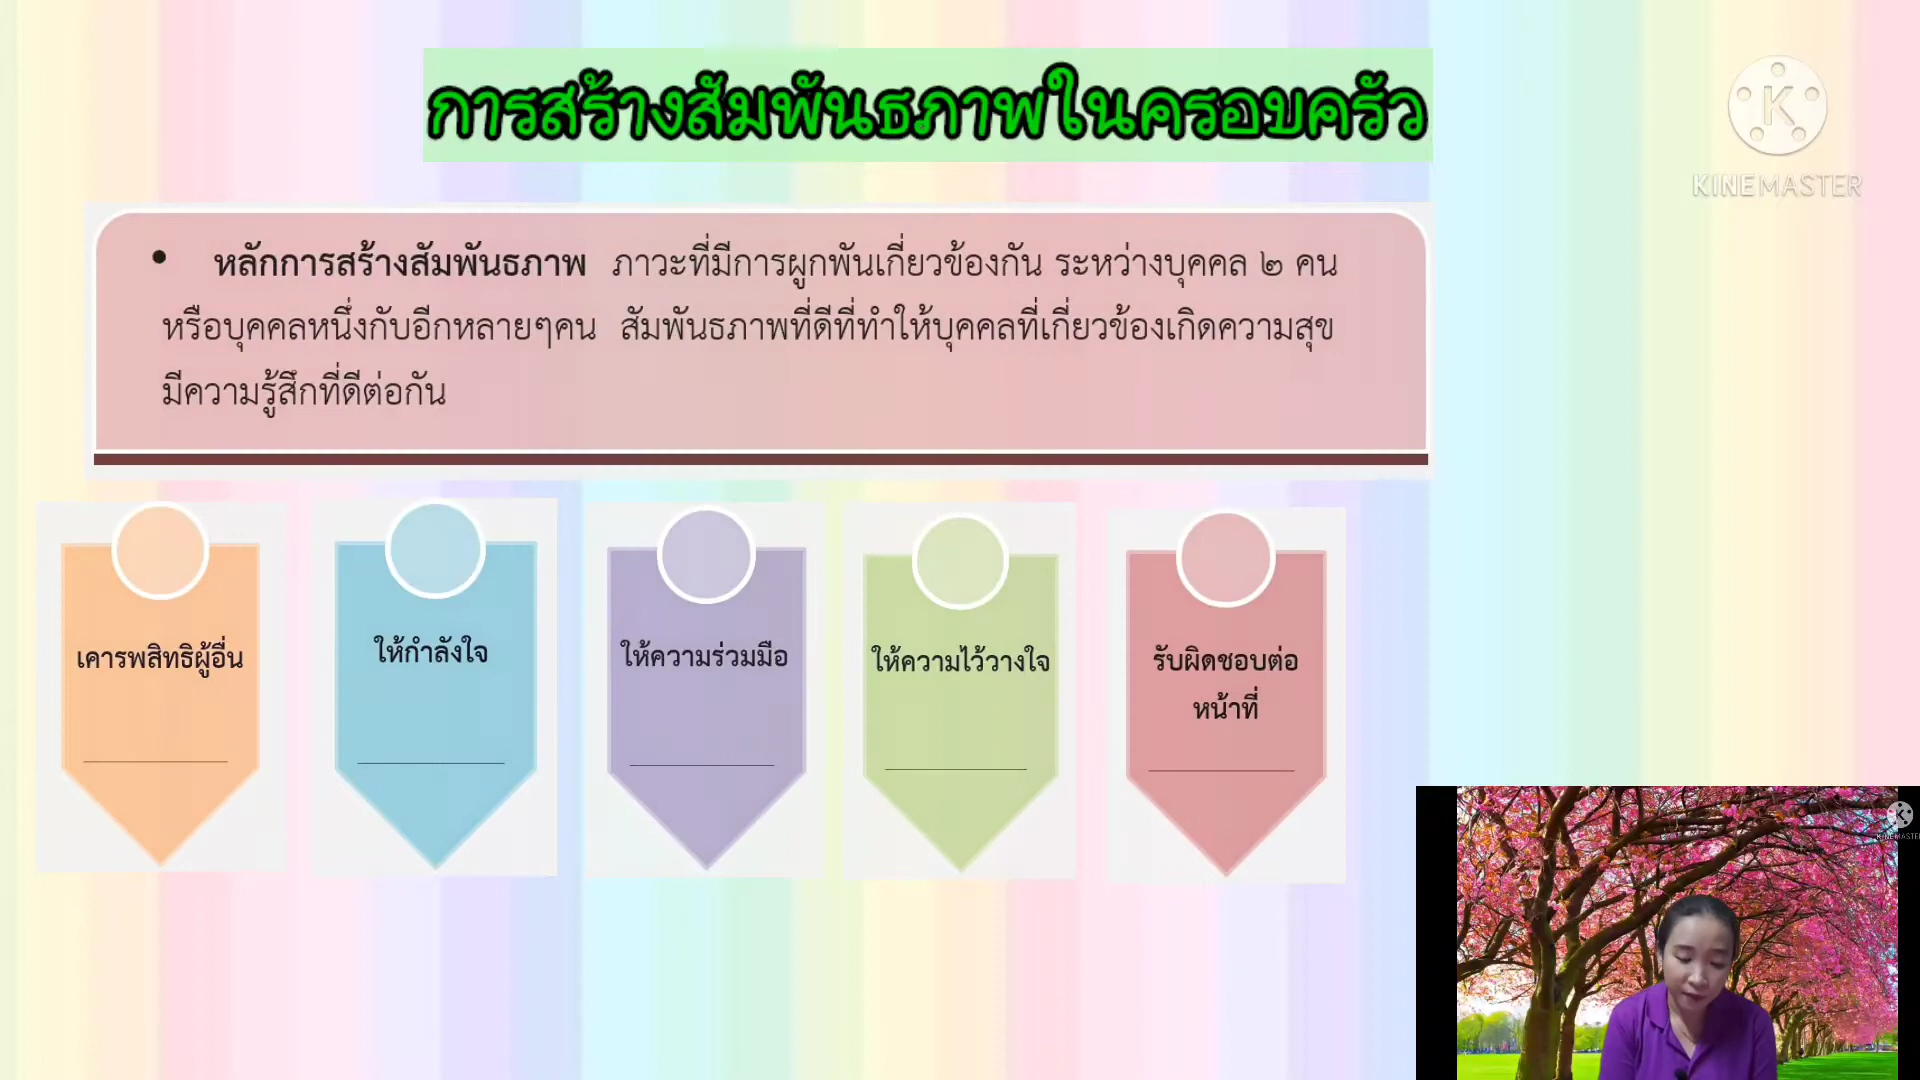 การสร้างสัมพันธภาพในครอบครัว
KINEMASTER
• หลักการสร้างสัมพันธภาพ ภาวะที่มีการผูกพันเกี่ยวข้องกัน ระหว่างบุคคล ๒ คน
หรือบุคคลหนึ่งกับอีกหลายๆคน สัมพันธภาพที่ดีที่ทำให้บุคคลที่เกี่ยวข้องเกิดความสุข
มีความรู้สึกที่ดีต่อกัน
เคารพสิทธิผู้อื่น
ให้กำลังใจ
ให้ความร่วมมือ
ให้ความไว้วางใจ
รับผิดชอบต่อ
หน้าที่
KINEMASTER